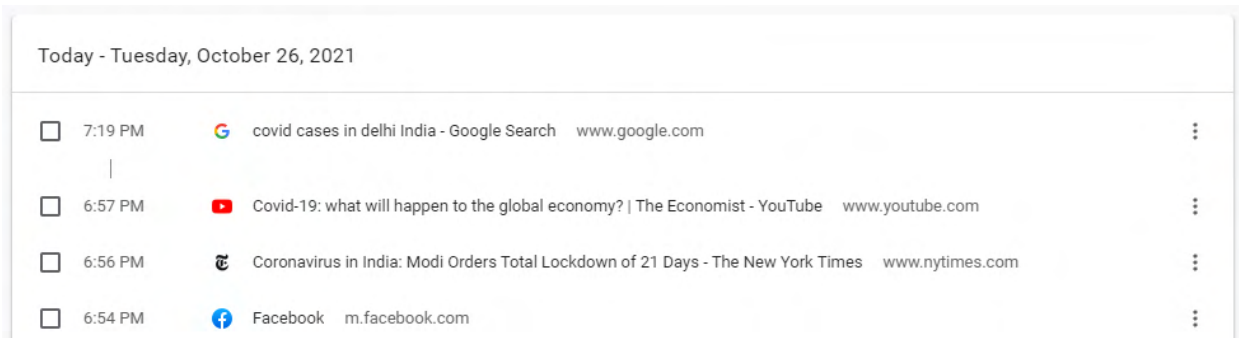 Today - Tuesday, October 26, 2021
7:19 PM covid cases in delhi India - Google Search www.google.com
6:57 PM Covid-19: what will happen to the global economy? | The Economist - YouTube www.youtube.com
6:56 PM Coronavirus in India: Modi Orders Total Lockdown of 21 Days - The New York Times www.nytimes.com
6:54 PM Facebook m.facebook.com